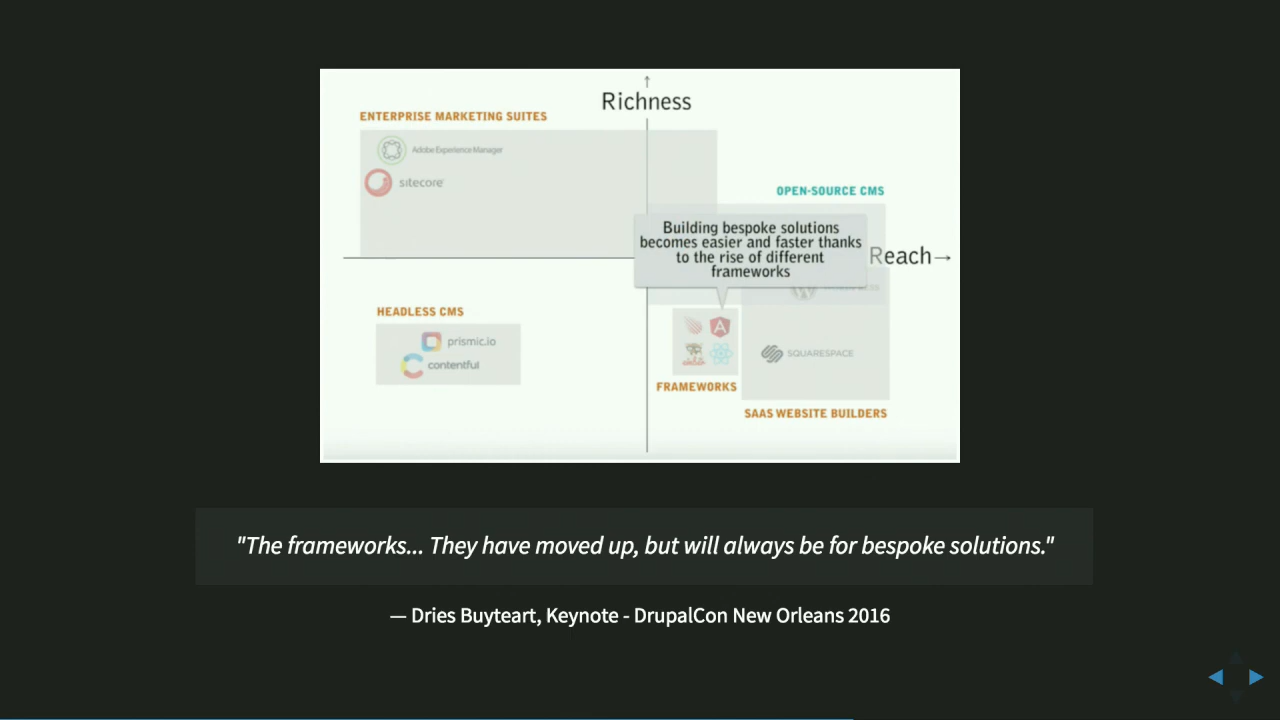 Richness
ENTERPRISE MARKETING SUITES
Adobe Experience Manager
sitecore
OPEN-SOURCE CMS
Building bespoke solutions
becomes easier and faster thanks
to the rise of different
frameworks
Reach
HEADLESS CMS
prismic.io
contentful
SQUARESPACE
FRAMEWORKS
SAAS WEBSITE BUILDERS
"The frameworks... They have moved up, but will always be for bespoke solutions."
— Dries Buyteart, Keynote - DrupalCon New Orleans 2016